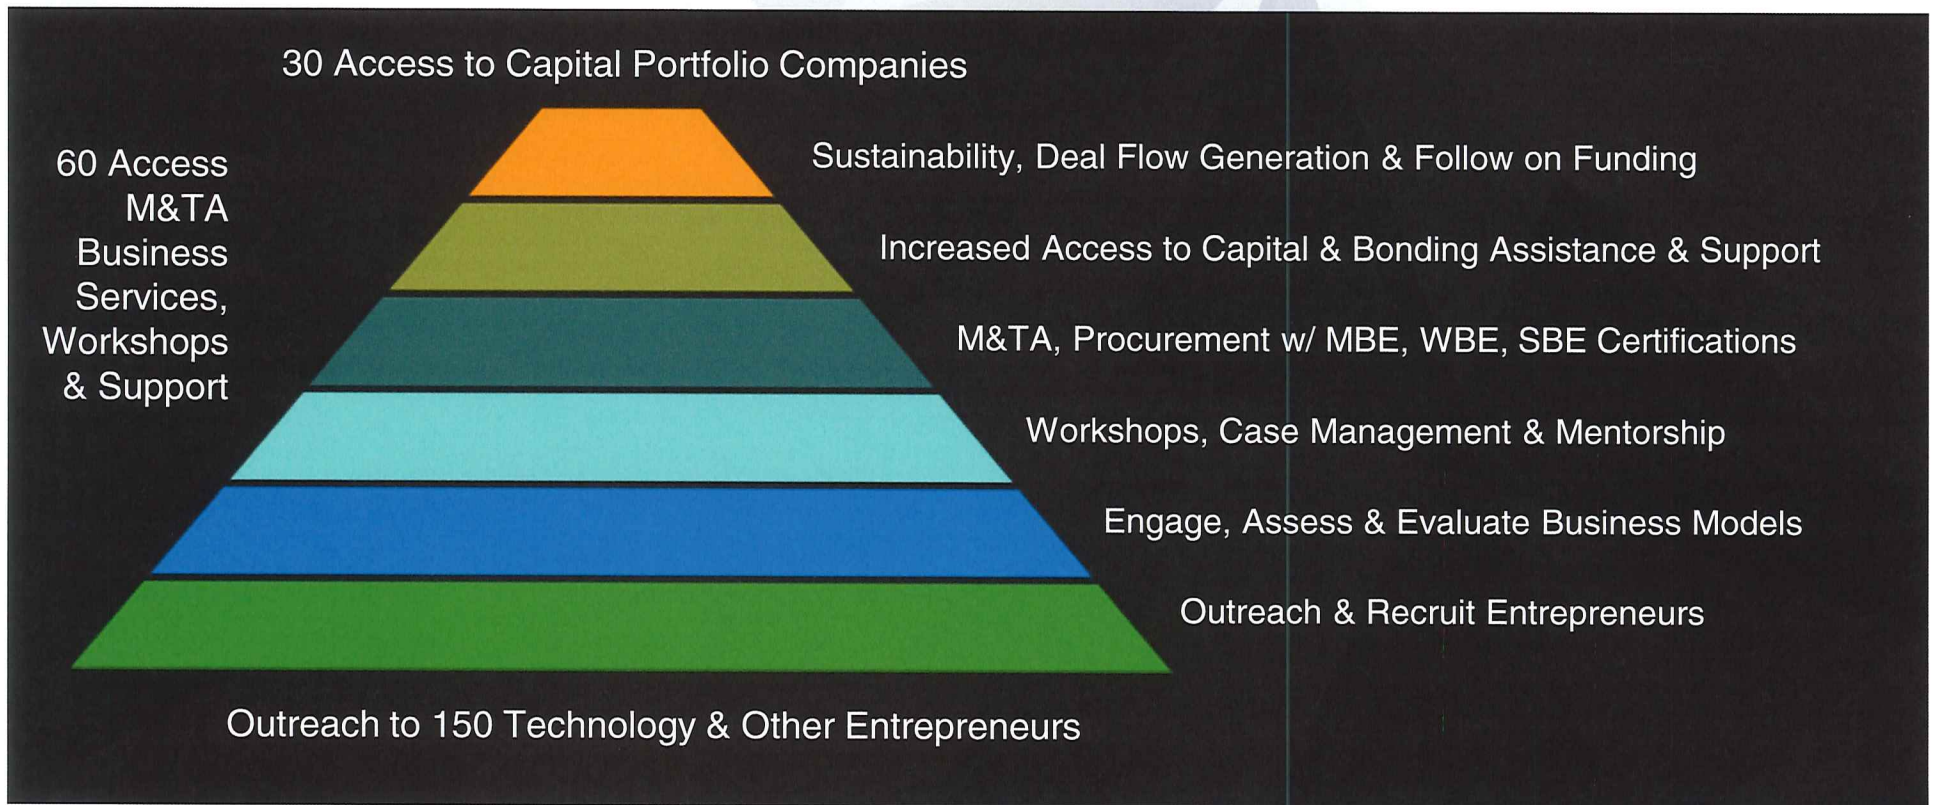 30 Access to Capital Portfolio Companies
60 Access
M&TA
Business
Services,
Workshops
& Support
Sustainability, Deal Flow Generation & Follow on Funding
Increased Access to Capital & Bonding Assistance & Support
M&TA, Procurement w/ MBE, WBE, SBE Certifications
Workshops, Case Management & Mentorship
Engage, Assess & Evaluate Business Models
Outreach & Recruit Entrepreneurs
Outreach to 150 Technology & Other Entrepreneurs